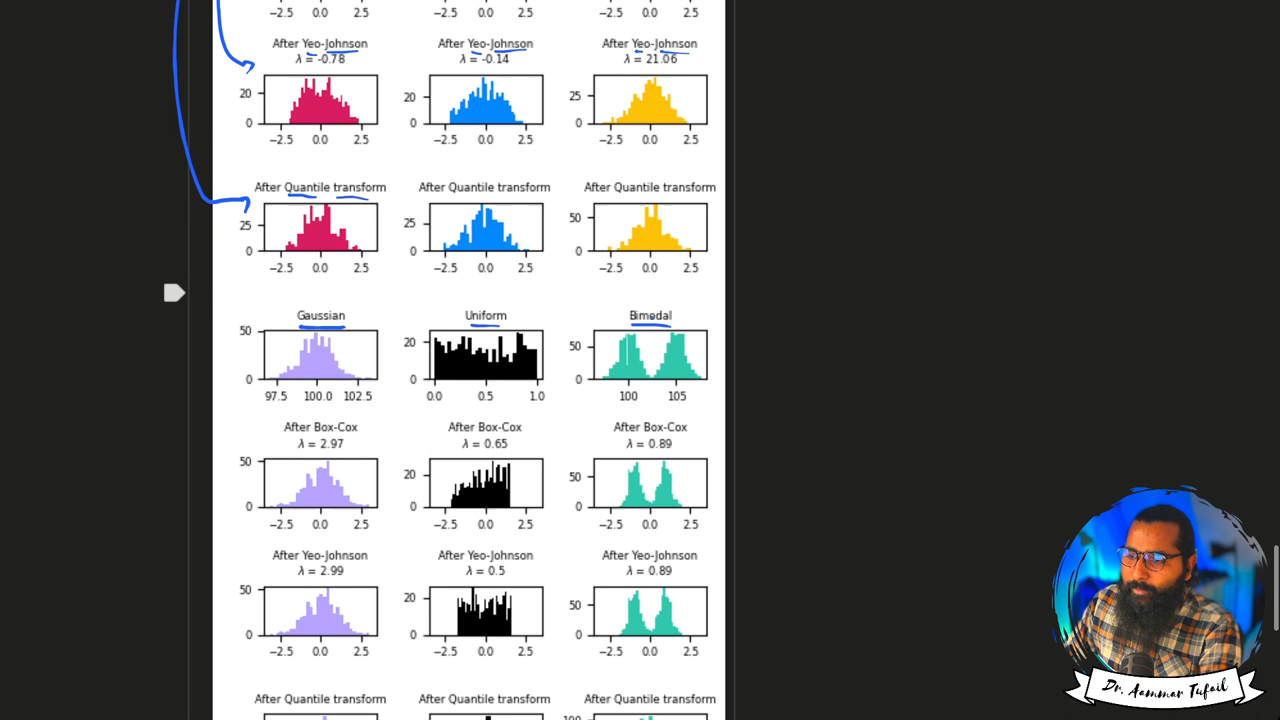 −2.5 0.0 2.5 −2.5 0.0 2.5 −2.5 0.0 2.5
After Yeo-Johnson After Yeo-Johnson After Yeo-Johnson
λ = -0.78 λ = -0.14 λ = 21.06
20 20 25
0 0 0
−2.5 0.0 2.5 −2.5 0.0 2.5 −2.5 0.0 2.5
After Quantile transform After Quantile transform After Quantile transform
25 25 50
0 0 0
−2.5 0.0 2.5 −2.5 0.0 2.5 −2.5 0.0 2.5
Gaussian Uniform Bimodal
50 20 50
0 0 0
97.5 100.0 102.5 0.0 0.5 1.0 100 105
After Box-Cox After Box-Cox After Box-Cox
λ = 2.97 λ = 0.65 λ = 0.89
50 20 50
0 0 0
−2.5 0.0 2.5 −2.5 0.0 2.5 −2.5 0.0 2.5
After Yeo-Johnson After Yeo-Johnson After Yeo-Johnson
λ = 2.99 λ = 0.5 λ = 0.89
50 20 50
0 0 0
−2.5 0.0 2.5 −2.5 0.0 2.5 −2.5 0.0 2.5
After Quantile transform After Quantile transform After Quantile transform
100
Dr. Aammar Tufail